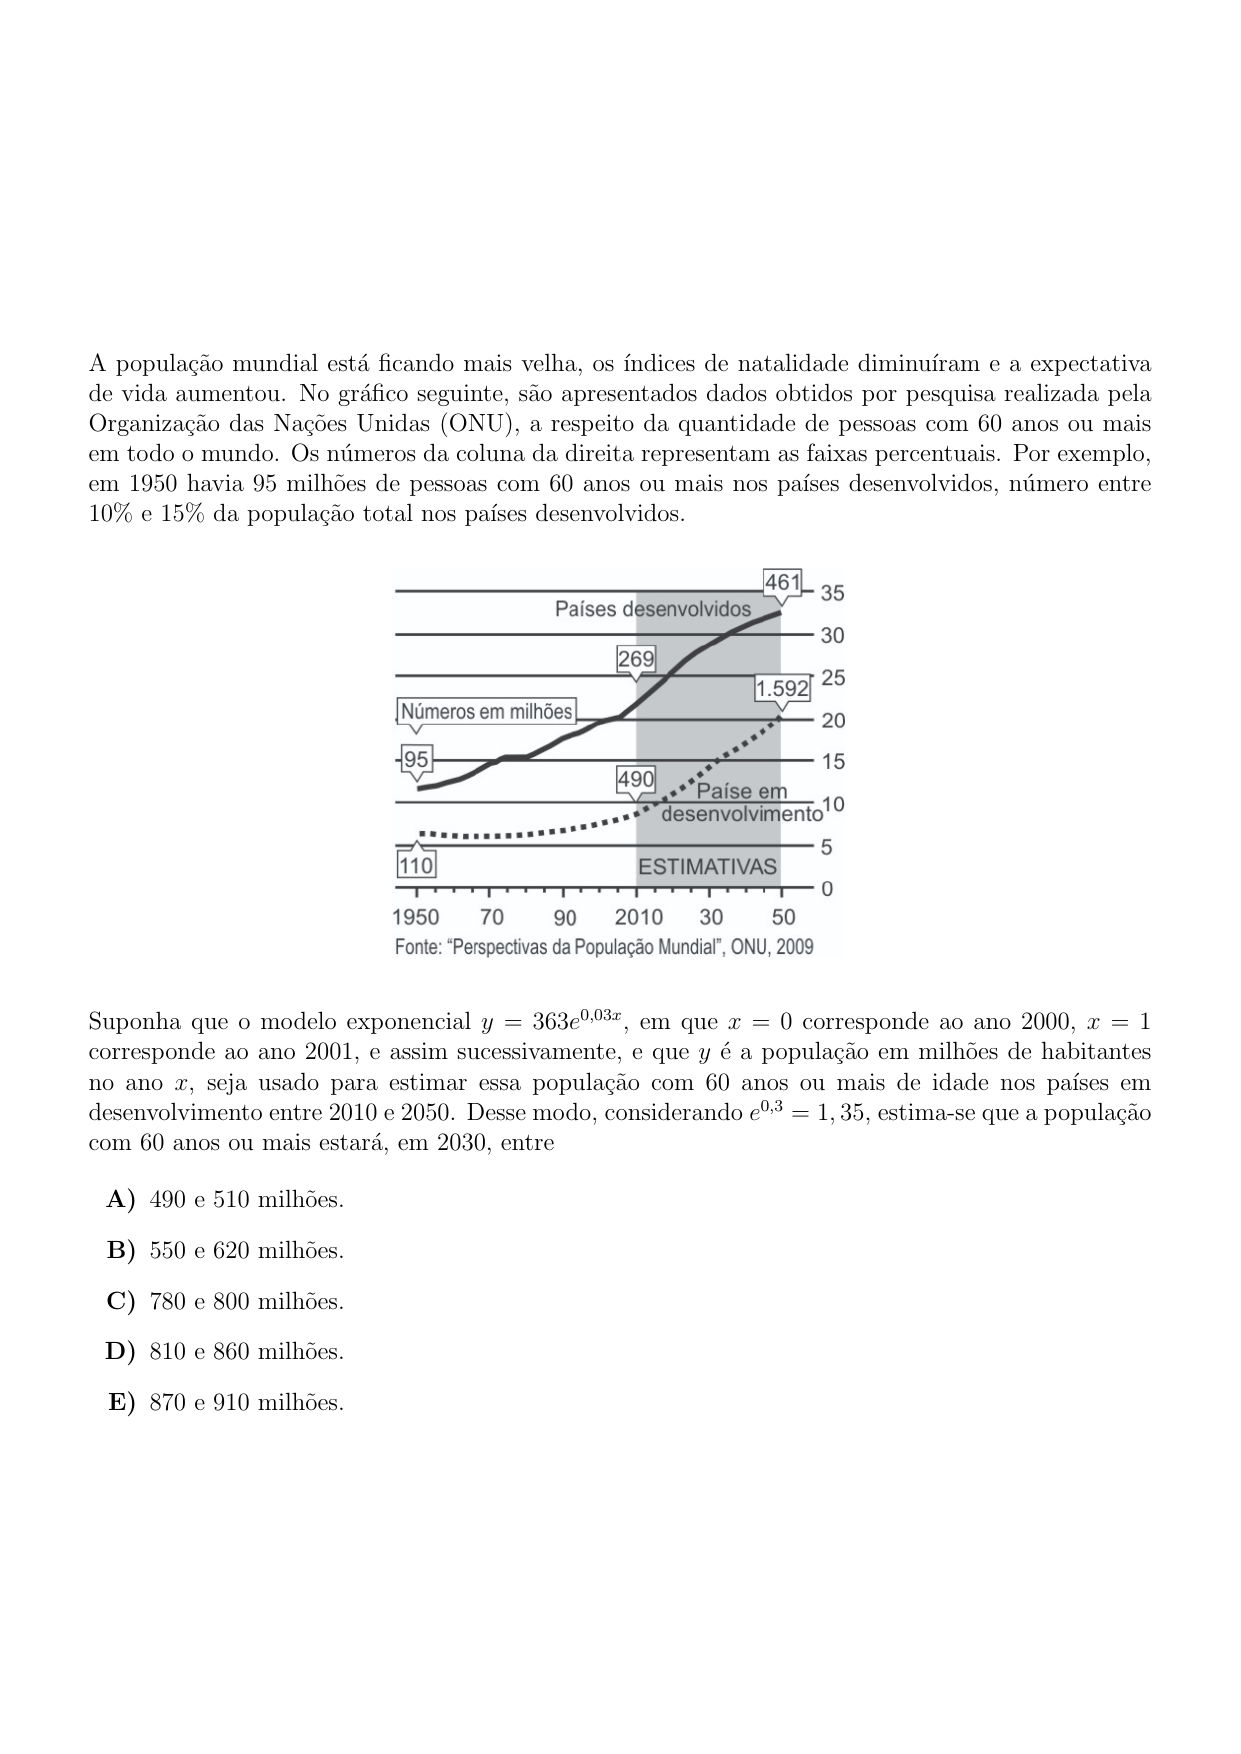 A população mundial está ficando mais velha, os índices de natalidade diminuíram e a expectativa
de vida aumentou. No gráfico seguinte, são apresentados dados obtidos por pesquisa realizada pela
Organização das Nações Unidas (ONU), a respeito da quantidade de pessoas com 60 anos ou mais
em todo o mundo. Os números da coluna da direita representam as faixas percentuais. Por exemplo,
em 1950 havia 95 milhões de pessoas com 60 anos ou mais nos países desenvolvidos, número entre
10% e 15% da população total nos países desenvolvidos.
461
35
Países desenvolvidos
30
269
25
1.592
Números em milhões
20
95
15
490
Paíse em
desenvolvimento
10
5
110
ESTIMATIVAS
0
1950 70 90 2010 30 50
Fonte: “Perspectivas da População Mundial”, ONU, 2009
Suponha que o modelo exponencial y = 363e^{0,03x}, em que x = 0 corresponde ao ano 2000, x = 1
corresponde ao ano 2001, e assim sucessivamente, e que y é a população em milhões de habitantes
no ano x, seja usado para estimar essa população com 60 anos ou mais de idade nos países em
desenvolvimento entre 2010 e 2050. Desse modo, considerando e^{0,3} = 1, 35, estima-se que a população
com 60 anos ou mais estará, em 2030, entre
A) 490 e 510 milhões.
B) 550 e 620 milhões.
C) 780 e 800 milhões.
D) 810 e 860 milhões.
E) 870 e 910 milhões.